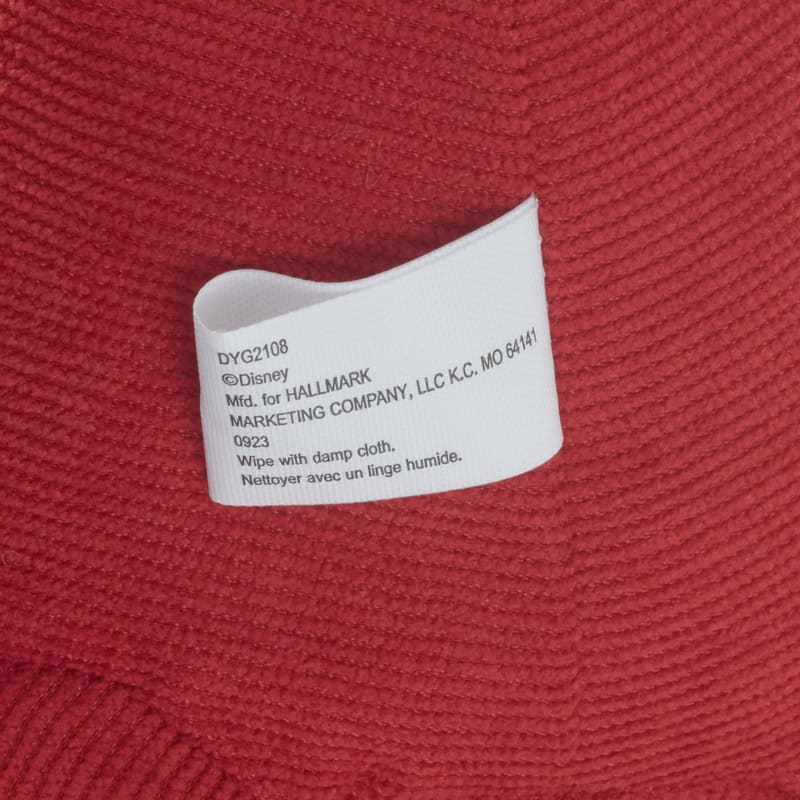 DYG2108
©Disney
Mfd. for HALLMARK
MARKETING COMPANY, LLC K.C. MO 64141
0923
Wipe with damp cloth.
Nettoyer avec un linge humide.